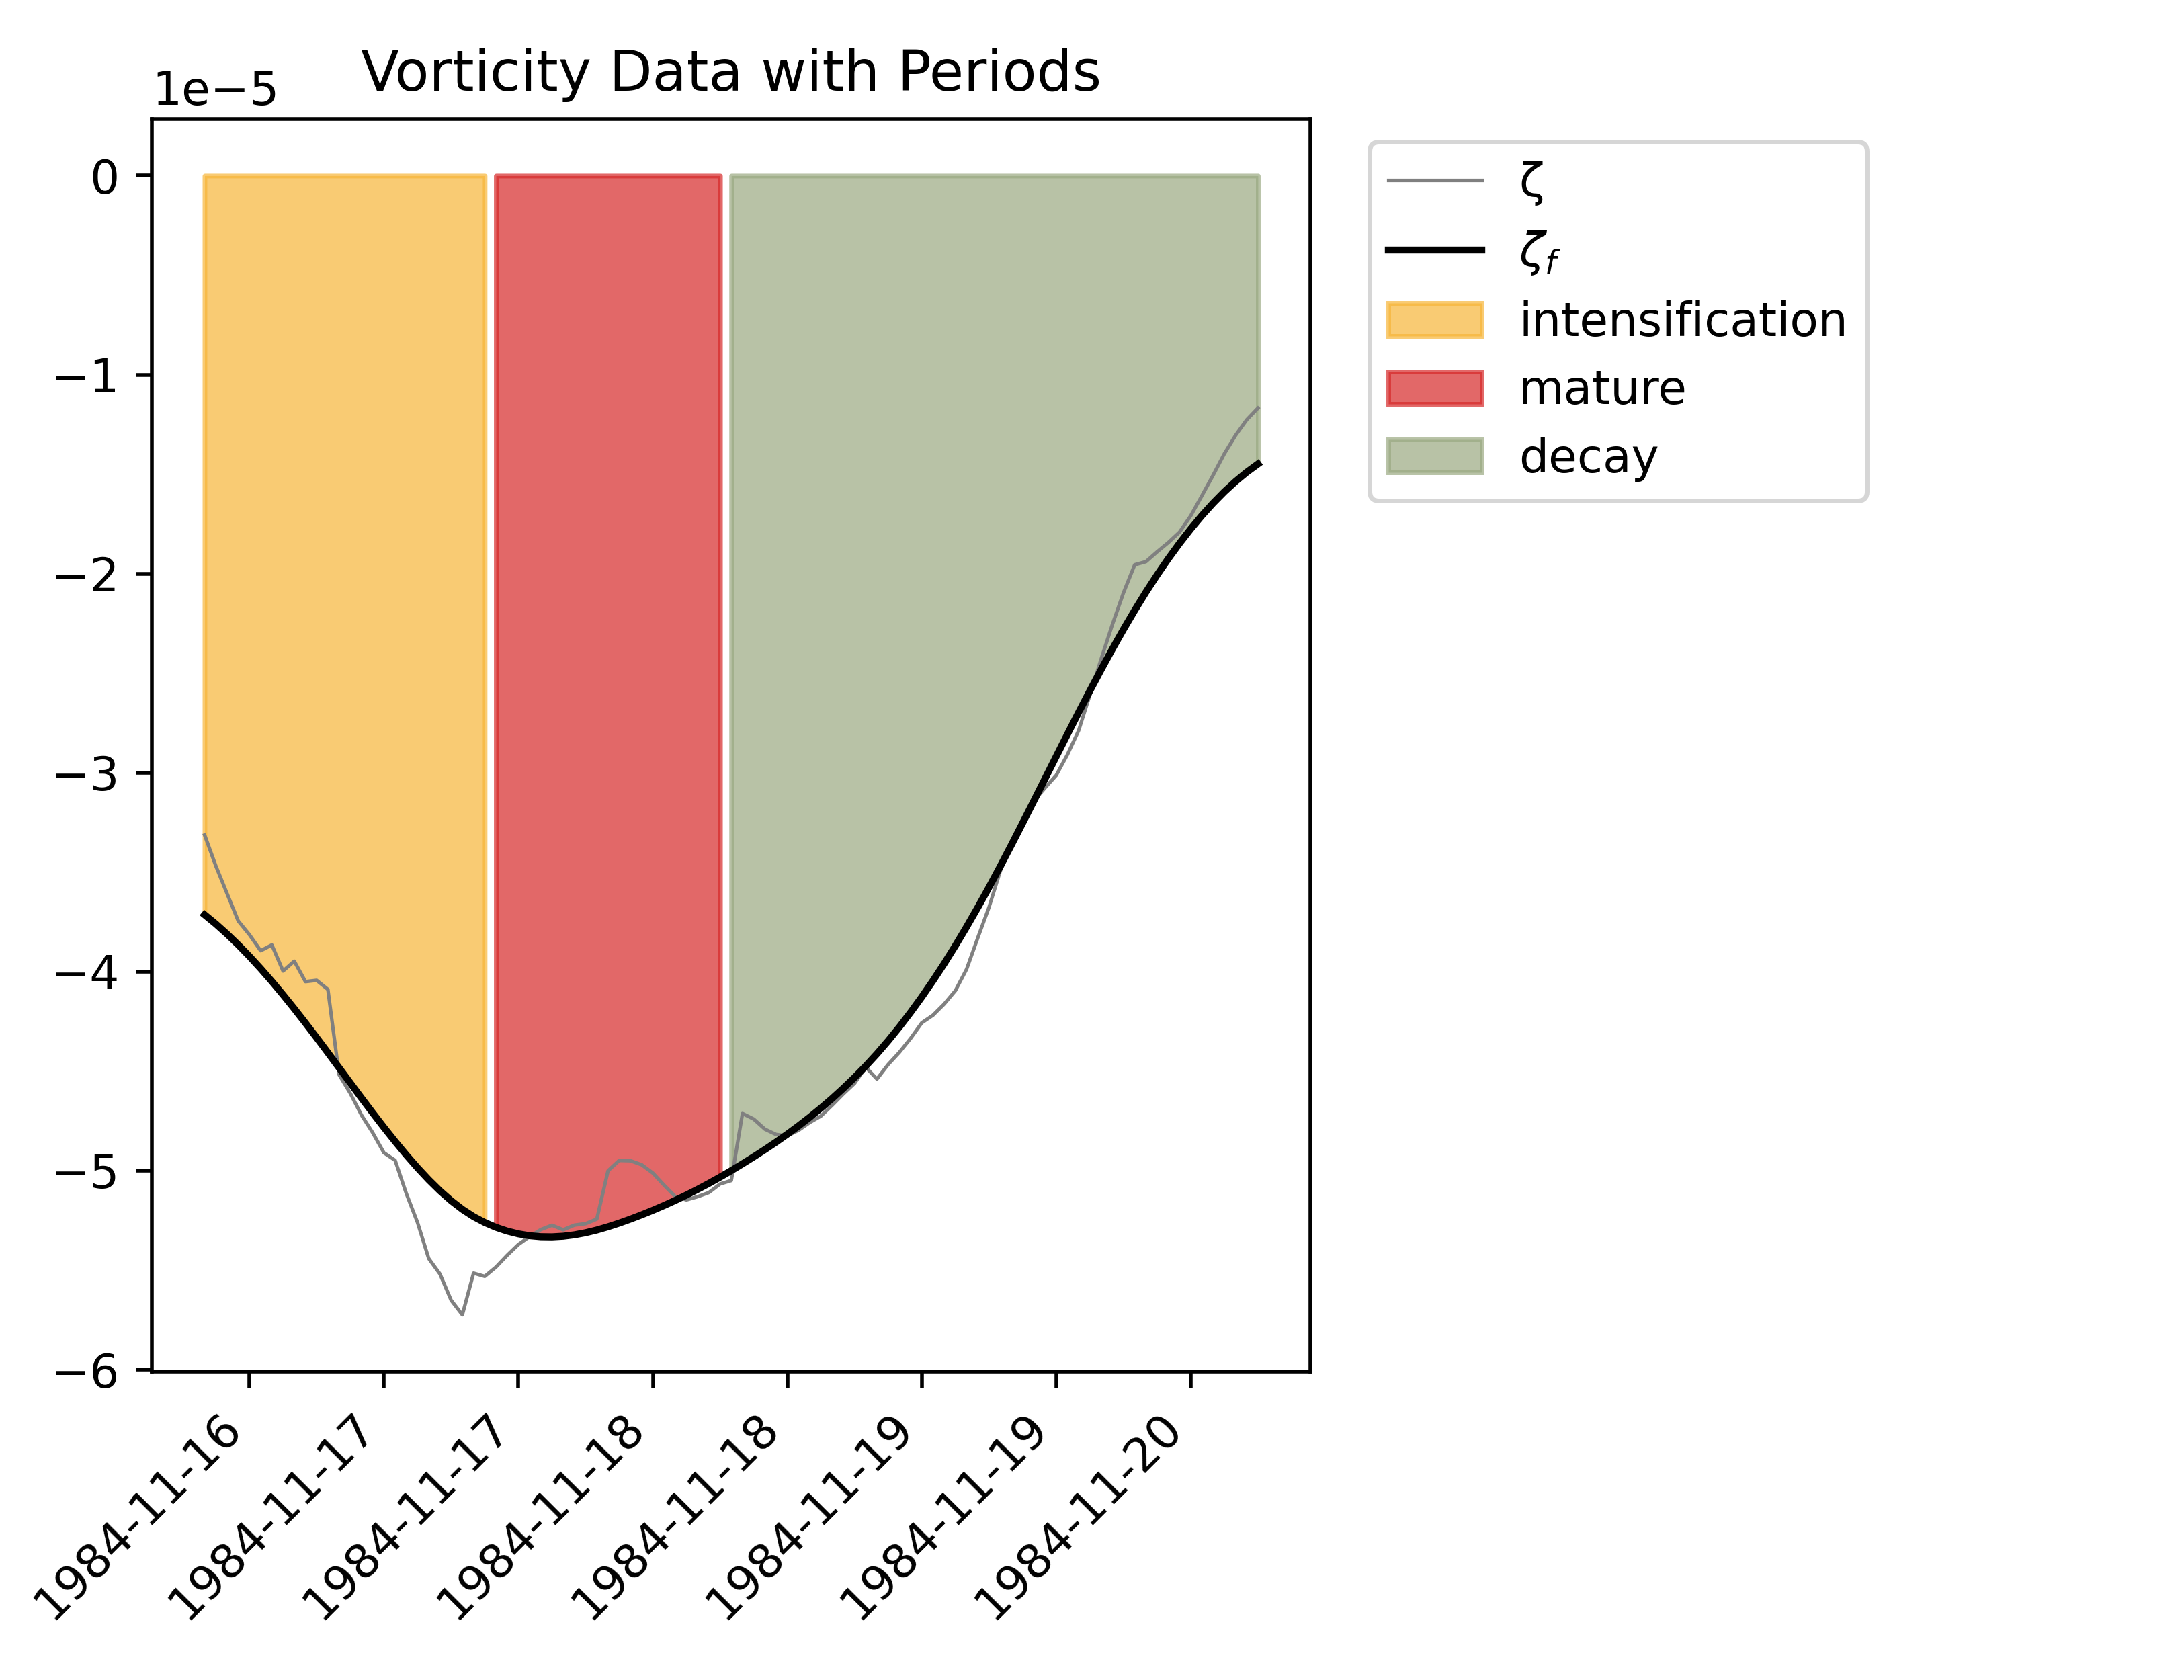 Vorticity Data with Periods
1e−5
0
−1
−2
−3
−4
−5
−6
1984-11-16
1984-11-17
1984-11-17
1984-11-18
1984-11-18
1984-11-19
1984-11-19
1984-11-20
ζ
ζf
intensification
mature
decay